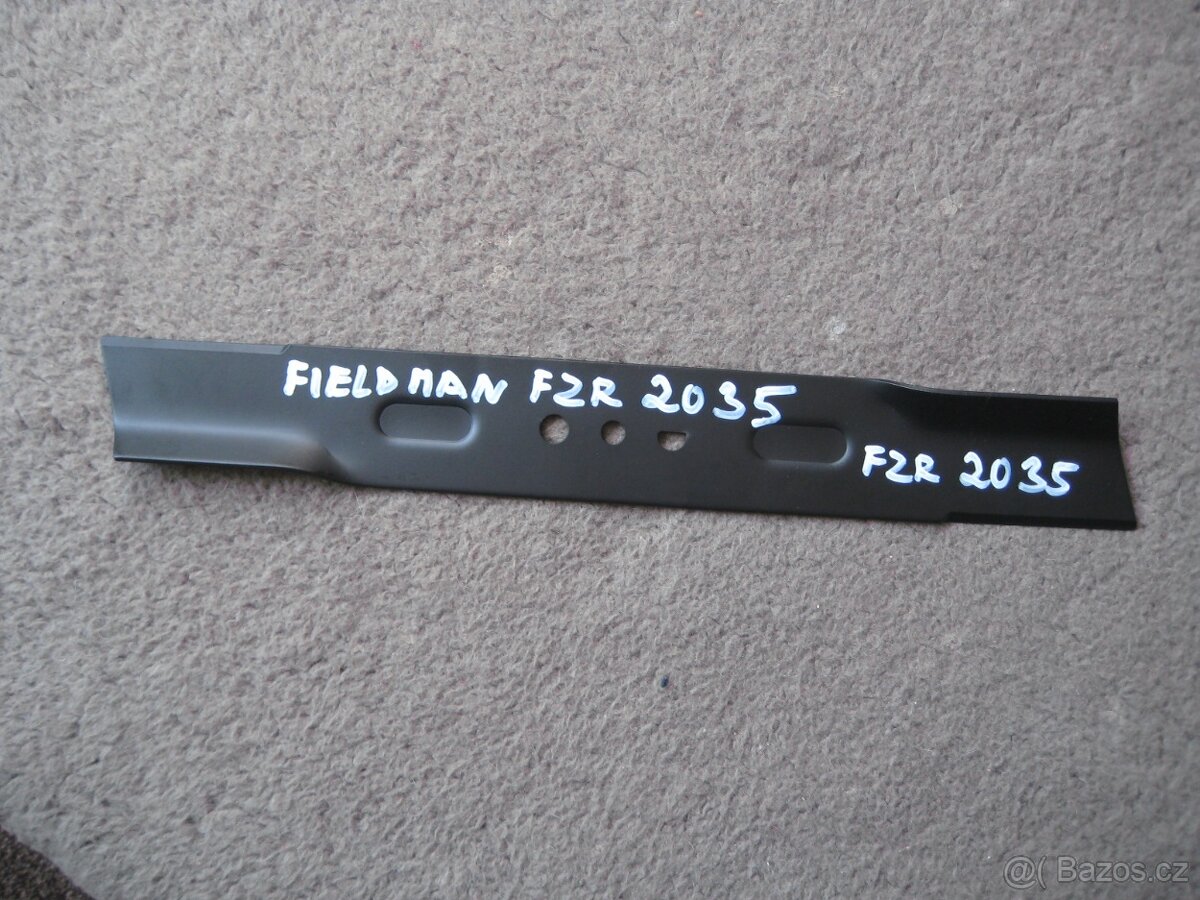 FIELDMAN FZR 2035
FZR 2035
@( Bazos.cz